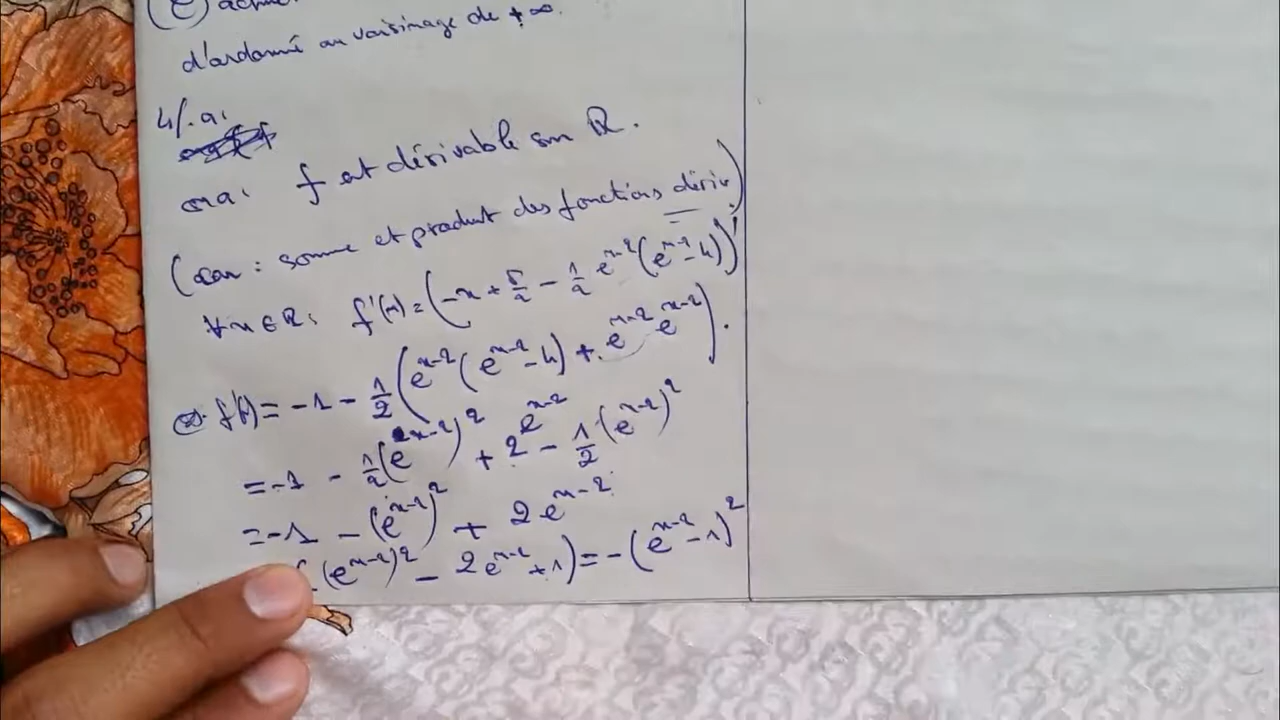 (C) admet
d'ordonné au voisinage de +∞.
4/. a.
on a: f est dérivable sur ℝ.
(car : somme et produit des fonctions dériv.)
∀x∈ℝ: f'(x) = (-x + 5/2 - 1/2 e^{x-2}(e^{x-2}-4))'
f'(x) = -1 - 1/2 (e^{x-2}(e^{x-2}-4) + e^{x-2} e^{x-2}).
= -1 - 1/2 (e^{x-2})^2 + 2e^{x-2} - 1/2 (e^{x-2})^2
= -1 - (e^{x-2})^2 + 2e^{x-2}
((e^{x-2})^2 - 2e^{x-2} + 1) = -(e^{x-2} - 1)^2